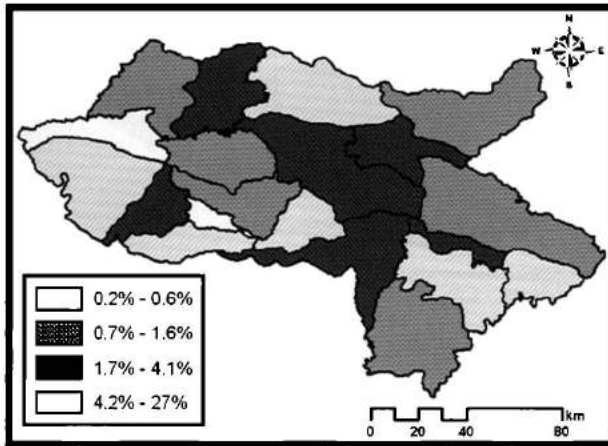 N
W E
S
0.2% - 0.6%
0.7% - 1.6%
1.7% - 4.1%
4.2% - 27%
km
0 20 40 80